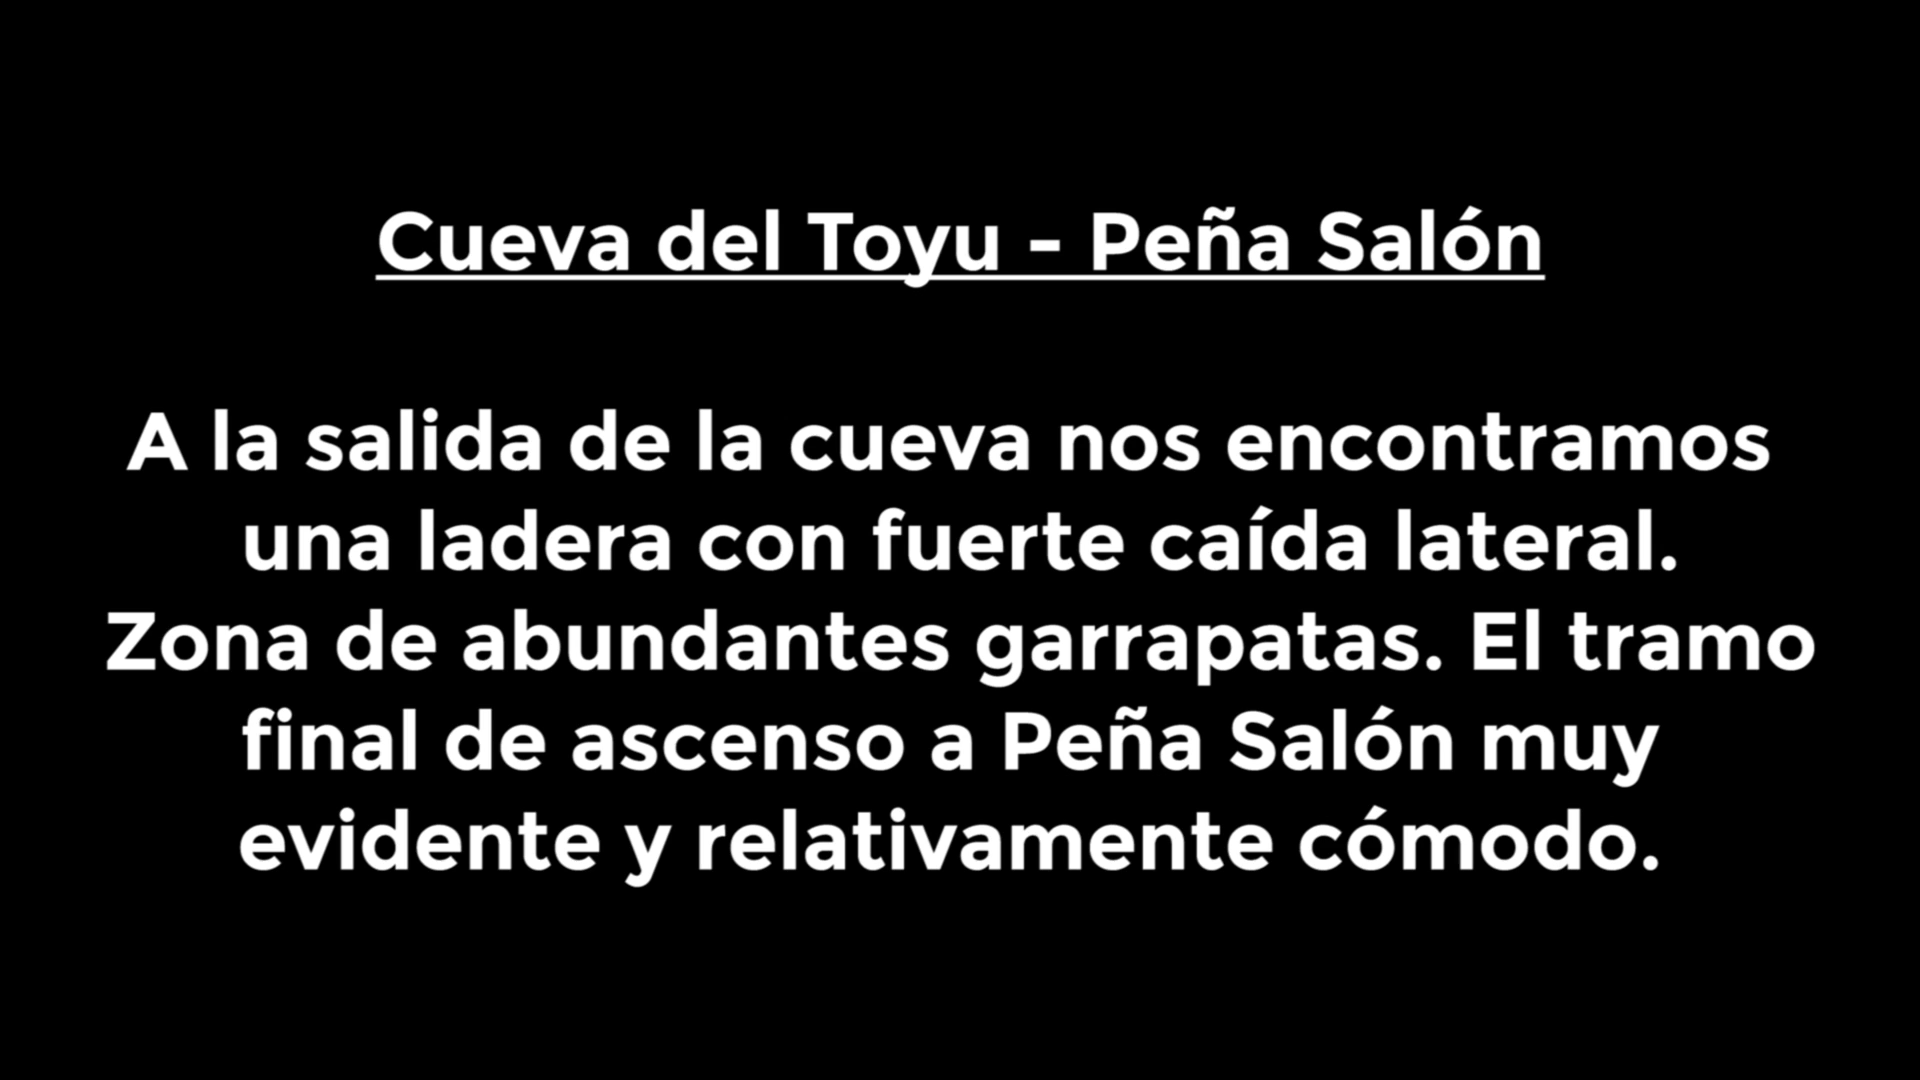 Cueva del Toyu - Peña Salón
A la salida de la cueva nos encontramos
una ladera con fuerte caída lateral.
Zona de abundantes garrapatas. El tramo
final de ascenso a Peña Salón muy
evidente y relativamente cómodo.